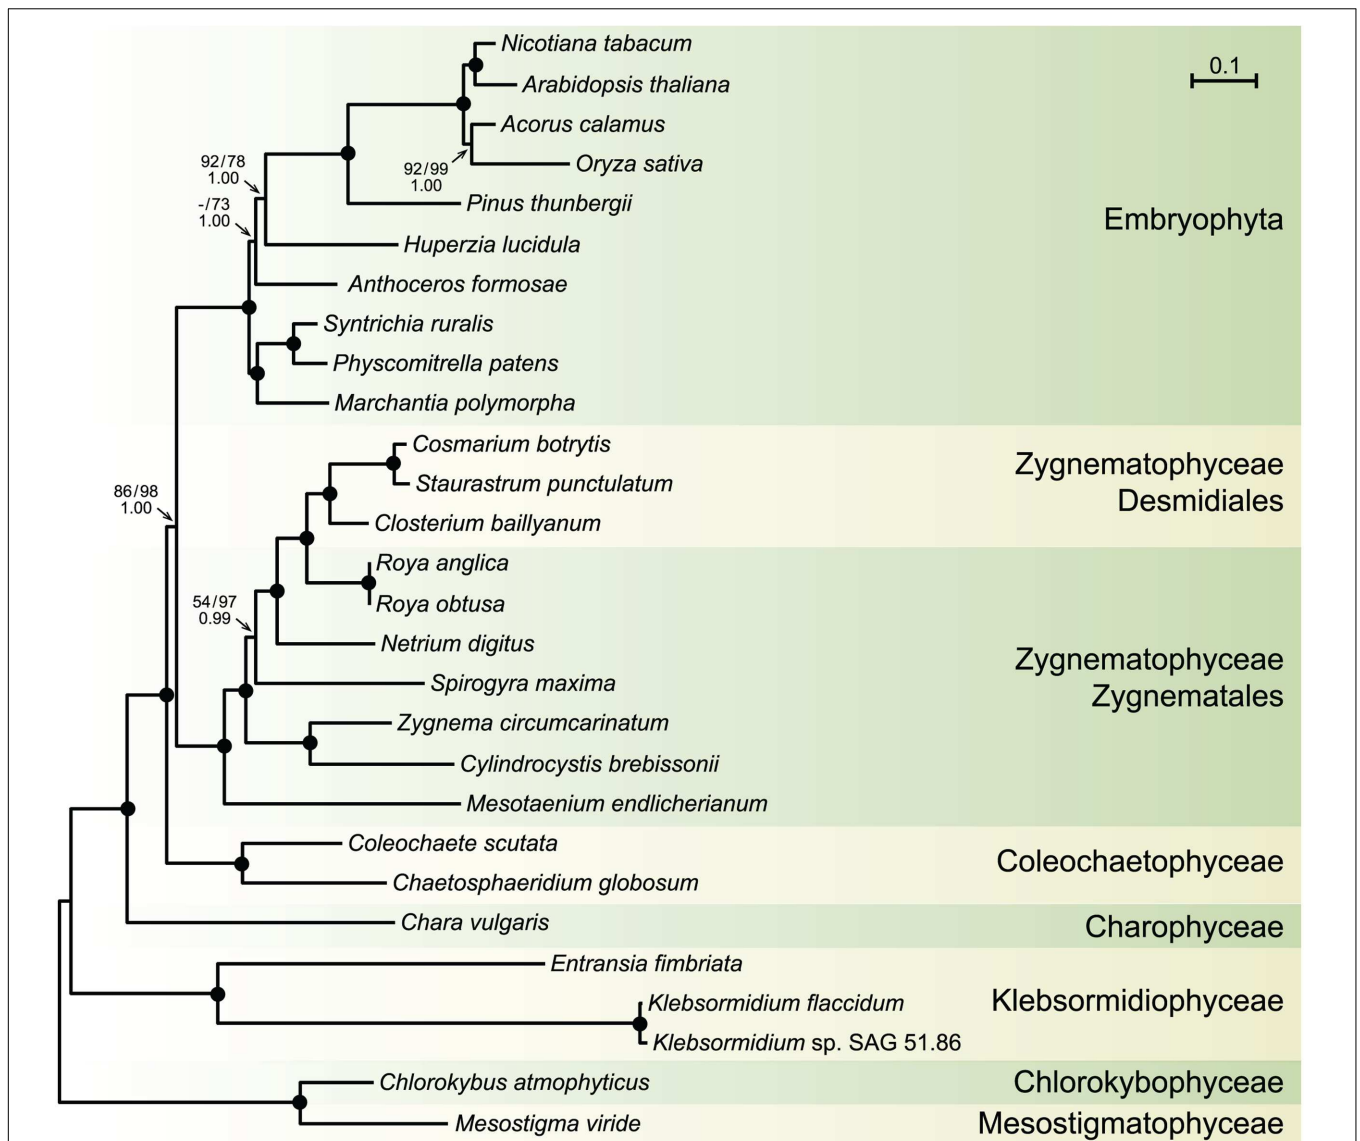 Nicotiana tabacum
0.1
Arabidopsis thaliana
Acorus calamus
92/78
1.00
92/99
1.00
Oryza sativa
-/73
1.00
Pinus thunbergii
Embryophyta
Huperzia lucidula
Anthoceros formosae
Syntrichia ruralis
Physcomitrella patens
Marchantia polymorpha
Cosmarium botrytis
Zygnematophyceae
Desmidiales
Staurastrum punctulatum
86/98
1.00
Closterium baillyanum
Roya anglica
Roya obtusa
54/97
0.99
Netrium digitus
Zygnematophyceae
Zygnematales
Spirogyra maxima
Zygnema circumcarinatum
Cylindrocystis brebissonii
Mesotaenium endlicherianum
Coleochaete scutata
Coleochaetophyceae
Chaetosphaeridium globosum
Chara vulgaris
Charophyceae
Entransia fimbriata
Klebsormidium flaccidum
Klebsormidiophyceae
Klebsormidium sp. SAG 51.86
Chlorokybus atmophyticus
Chlorokybophyceae
Mesostigma viride
Mesostigmatophyceae